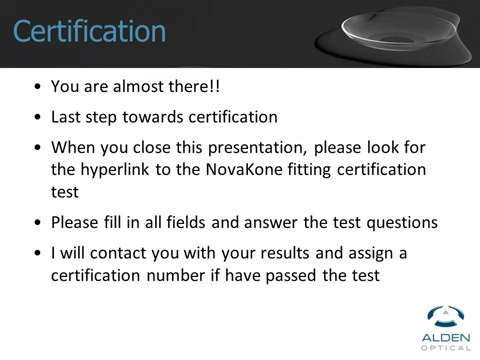 Certification
• You are almost there!!
• Last step towards certification
• When you close this presentation, please look for
the hyperlink to the NovaKone fitting certification
test
• Please fill in all fields and answer the test questions
• I will contact you with your results and assign a
certification number if have passed the test
ALDEN
OPTICAL